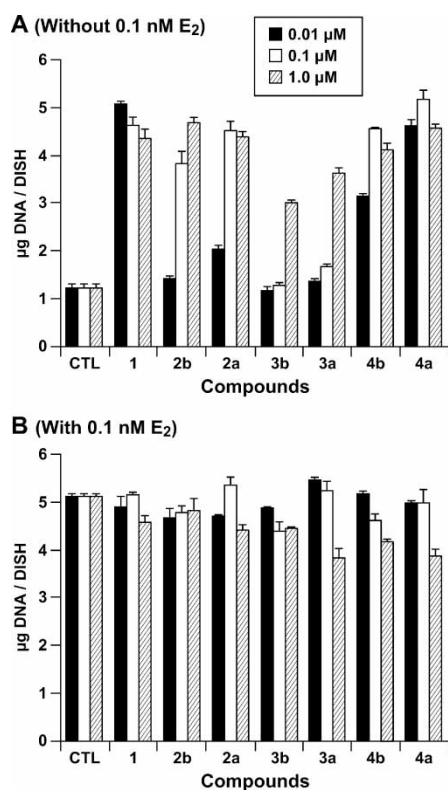 A (Without 0.1 nM E₂)
0.01 µM
0.1 µM
1.0 µM
6
5
4
3
2
1
0
µg DNA / DISH
CTL 1 2b 2a 3b 3a 4b 4a
Compounds
B (With 0.1 nM E₂)
6
5
4
3
2
1
0
µg DNA / DISH
CTL 1 2b 2a 3b 3a 4b 4a
Compounds